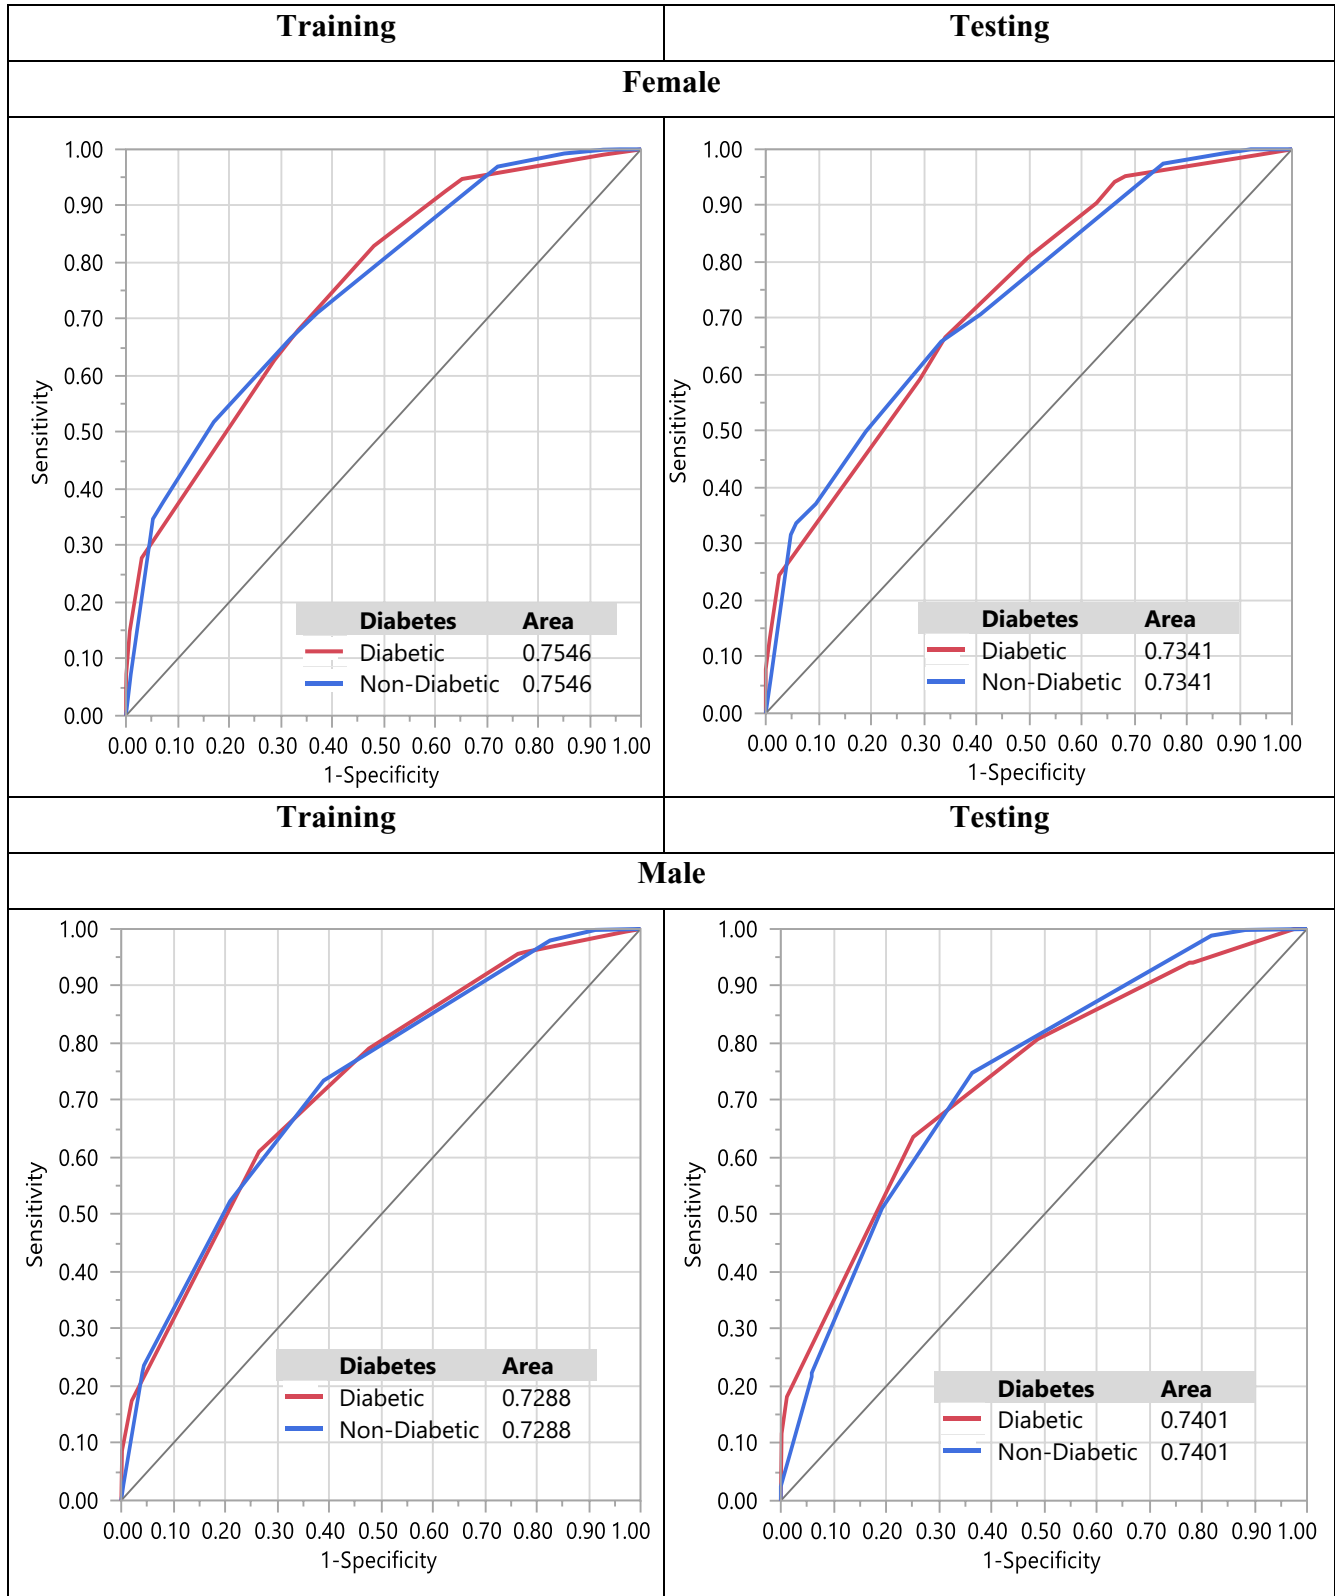 Training Testing
Female
1.00
0.90
0.80
0.70
0.60
0.50
0.40
0.30
0.20
0.10
0.00
Sensitivity
Diabetes Area
Diabetic 0.7546
Non-Diabetic 0.7546
0.00 0.10 0.20 0.30 0.40 0.50 0.60 0.70 0.80 0.90 1.00
1-Specificity
1.00
0.90
0.80
0.70
0.60
0.50
0.40
0.30
0.20
0.10
0.00
Sensitivity
Diabetes Area
Diabetic 0.7341
Non-Diabetic 0.7341
0.00 0.10 0.20 0.30 0.40 0.50 0.60 0.70 0.80 0.90 1.00
1-Specificity
Training Testing
Male
1.00
0.90
0.80
0.70
0.60
0.50
0.40
0.30
0.20
0.10
0.00
Sensitivity
Diabetes Area
Diabetic 0.7288
Non-Diabetic 0.7288
0.00 0.10 0.20 0.30 0.40 0.50 0.60 0.70 0.80 0.90 1.00
1-Specificity
1.00
0.90
0.80
0.70
0.60
0.50
0.40
0.30
0.20
0.10
0.00
Sensitivity
Diabetes Area
Diabetic 0.7401
Non-Diabetic 0.7401
0.00 0.10 0.20 0.30 0.40 0.50 0.60 0.70 0.80 0.90 1.00
1-Specificity